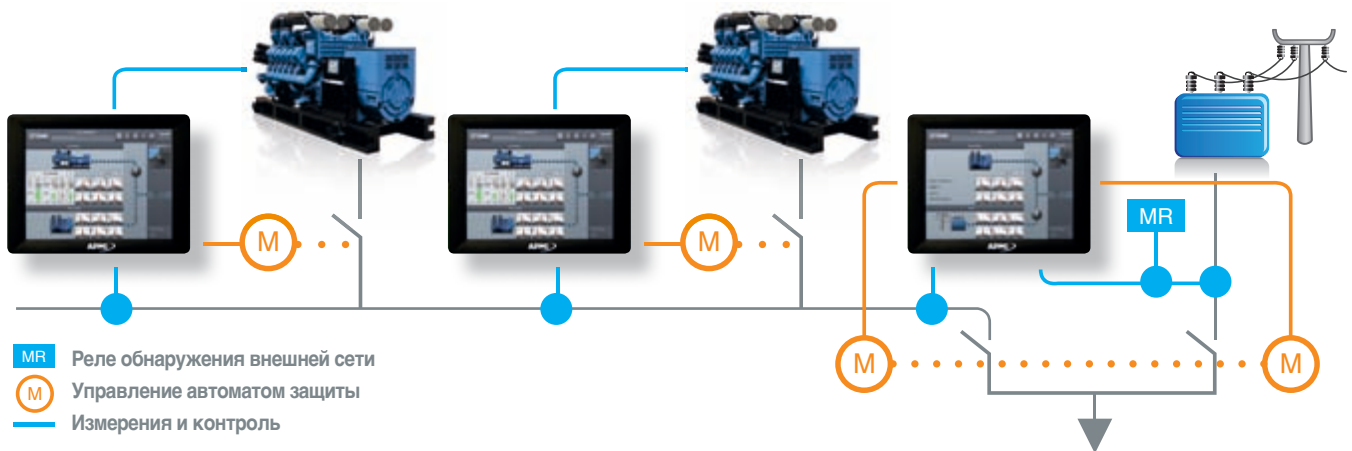 M
M
MR
M
M
MR Реле обнаружения внешней сети
M Управление автоматом защиты
Измерения и контроль